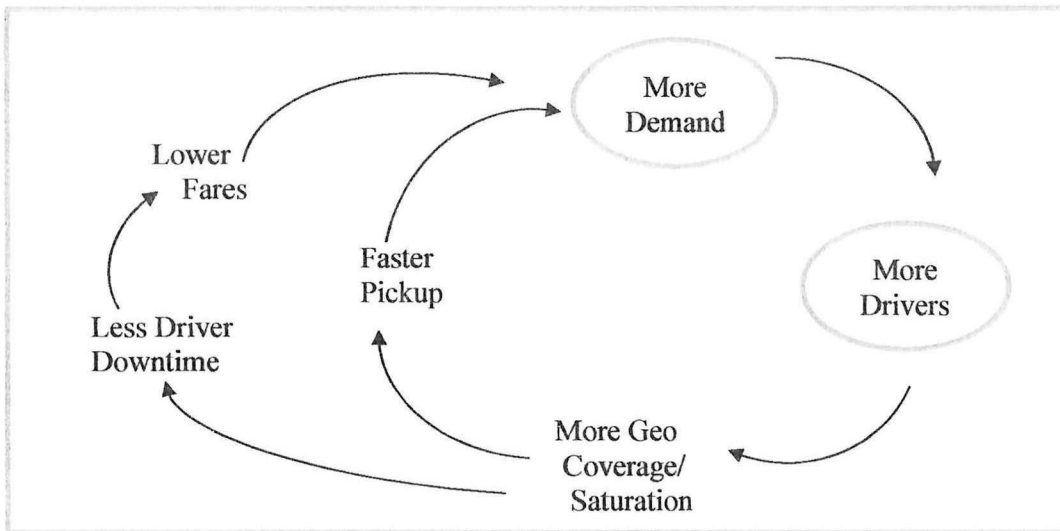 More
Demand
More
Drivers
More Geo
Coverage/
Saturation
Faster
Pickup
Less Driver
Downtime
Lower
Fares